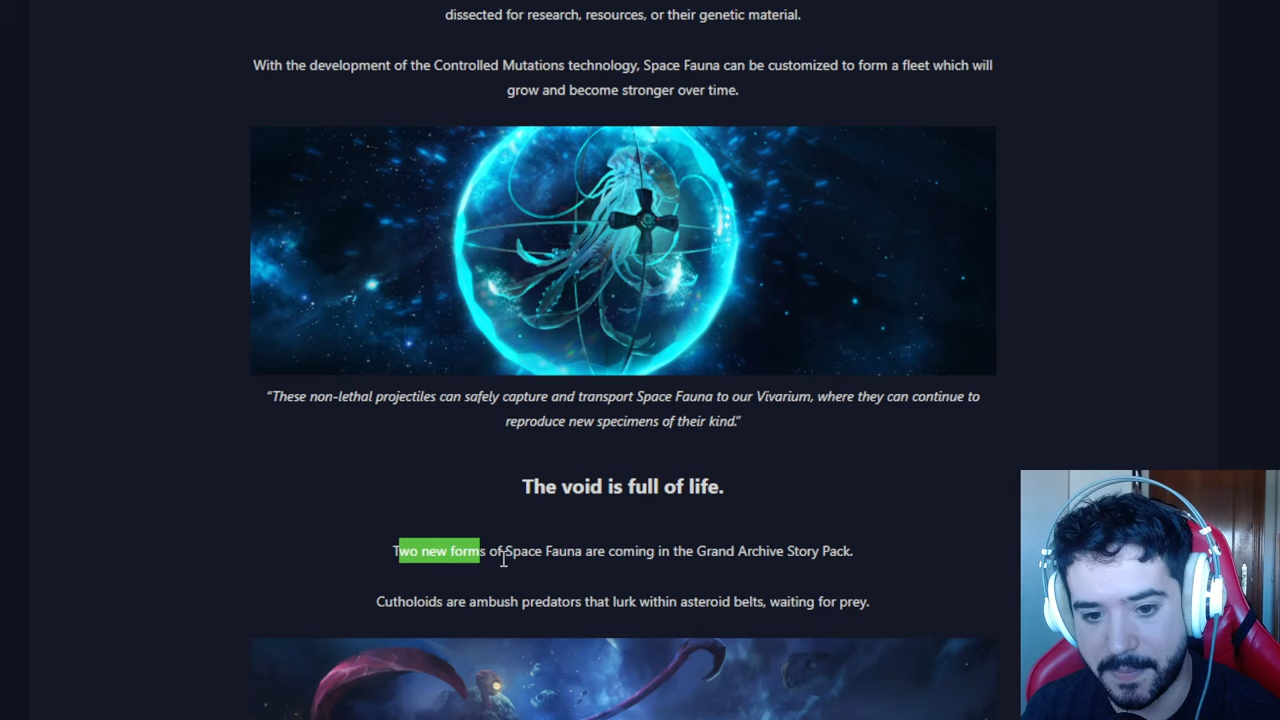 dissected for research, resources, or their genetic material.
With the development of the Controlled Mutations technology, Space Fauna can be customized to form a fleet which will
grow and become stronger over time.
“These non-lethal projectiles can safely capture and transport Space Fauna to our Vivarium, where they can continue to
reproduce new specimens of their kind.”
The void is full of life.
Two new forms of Space Fauna are coming in the Grand Archive Story Pack.
Cutholoids are ambush predators that lurk within asteroid belts, waiting for prey.